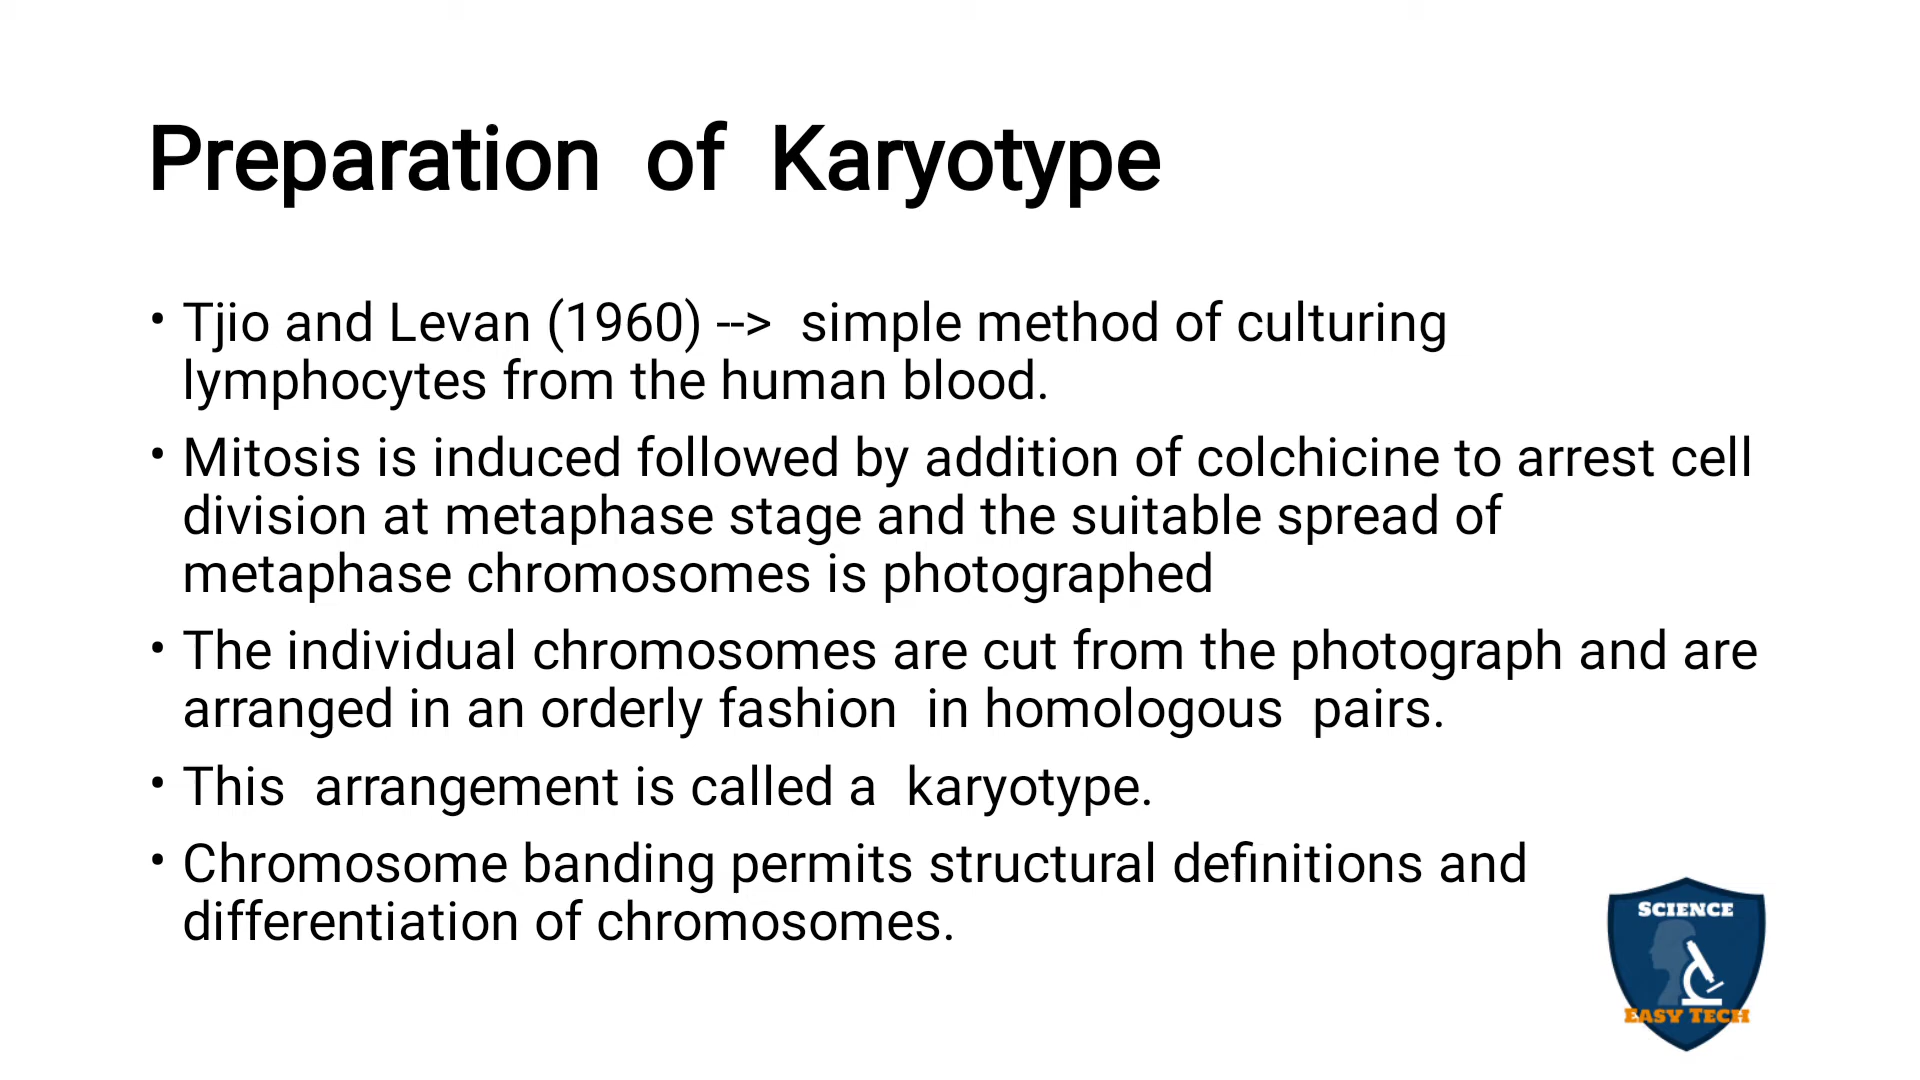 Preparation of Karyotype
• Tjio and Levan (1960) --> simple method of culturing
lymphocytes from the human blood.
• Mitosis is induced followed by addition of colchicine to arrest cell
division at metaphase stage and the suitable spread of
metaphase chromosomes is photographed
• The individual chromosomes are cut from the photograph and are
arranged in an orderly fashion in homologous pairs.
• This arrangement is called a karyotype.
• Chromosome banding permits structural definitions and
differentiation of chromosomes.
SCIENCE
EASY TECH